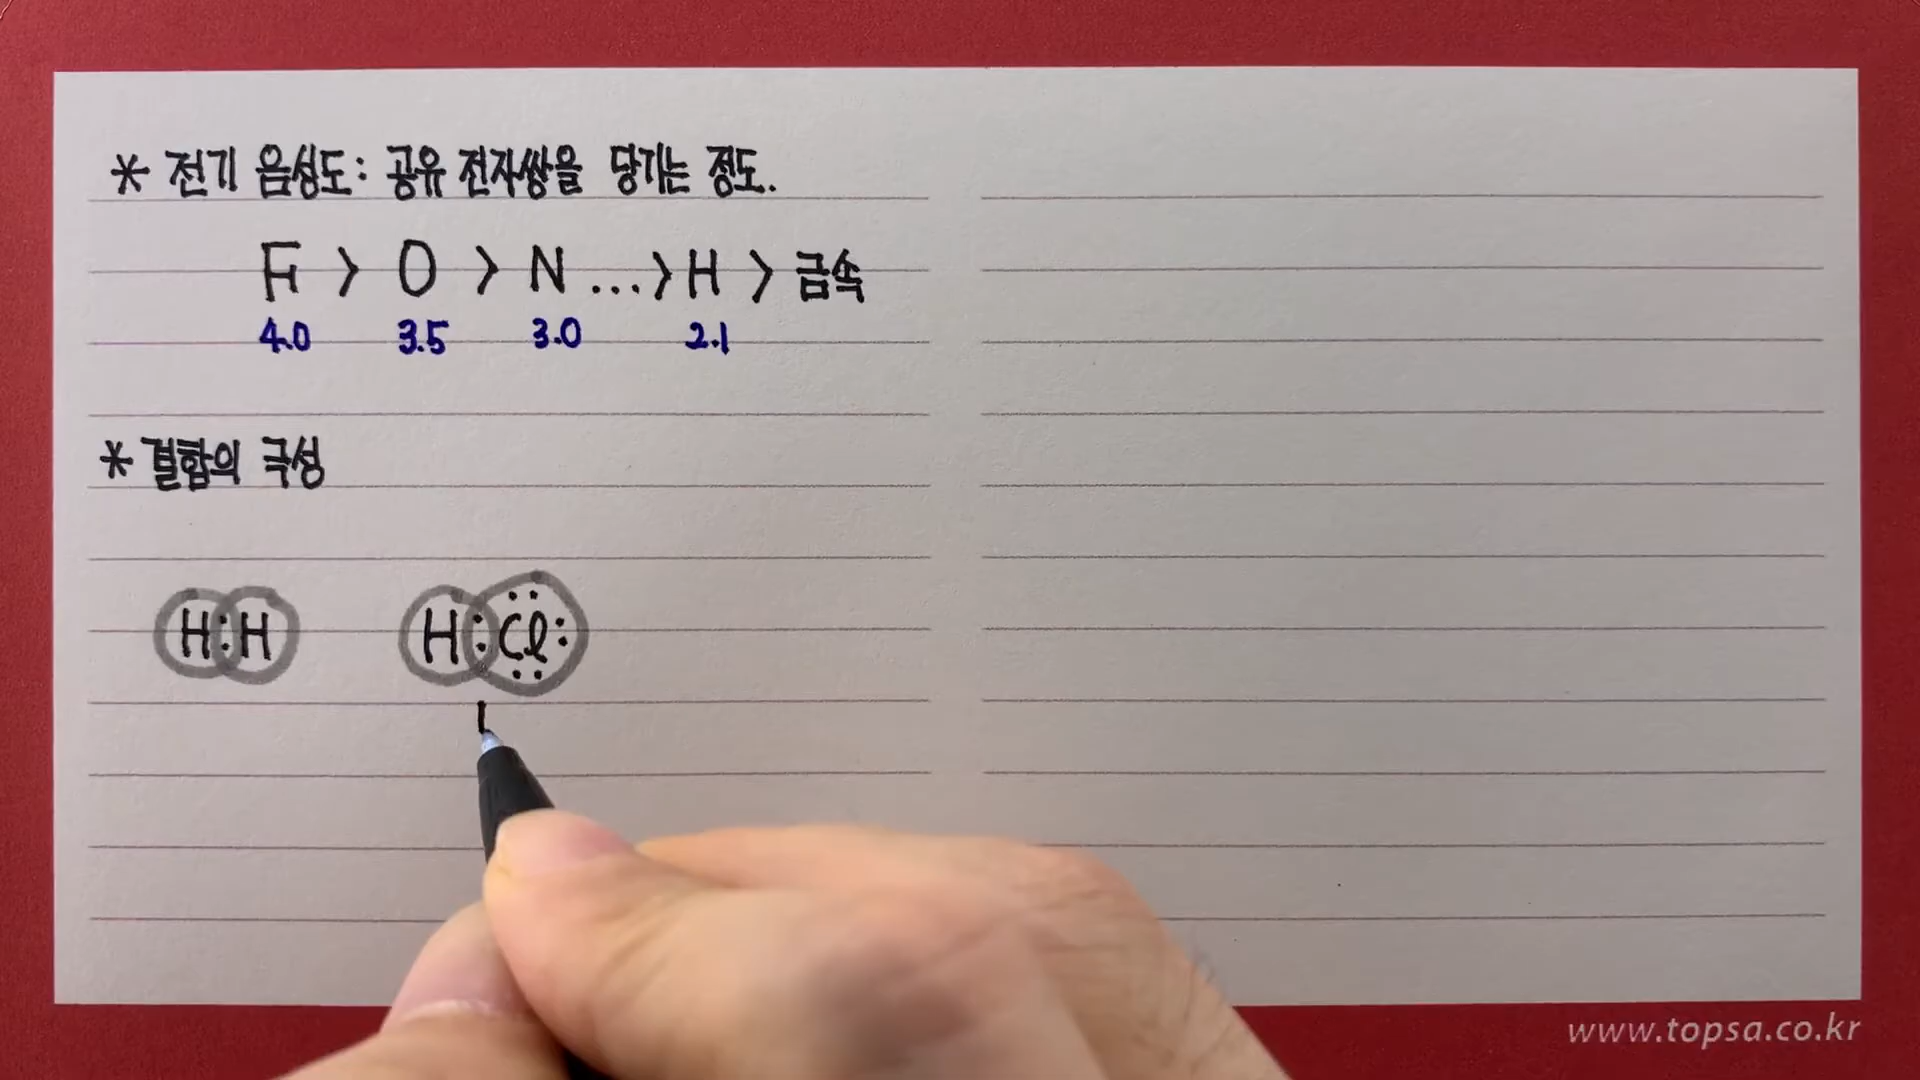 * 전기 음성도: 공유 전자쌍을 당기는 정도.
F > O > N ... > H > 금속
4.0 3.5 3.0 2.1
* 결합의 극성
H:H H:Cl:
www.topsa.co.kr